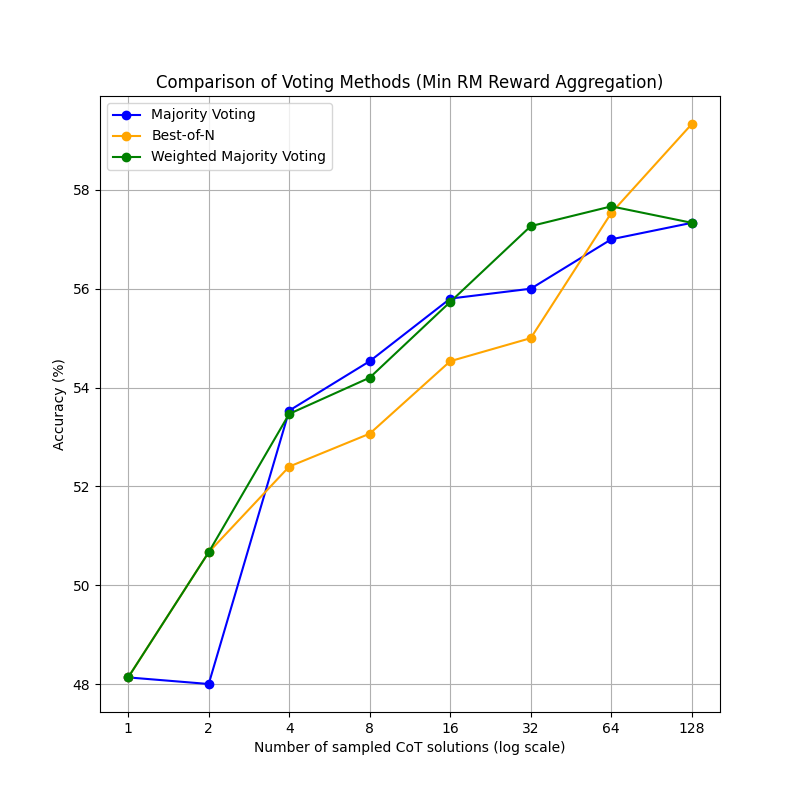 Comparison of Voting Methods (Min RM Reward Aggregation)
Majority Voting
Best-of-N
Weighted Majority Voting
Accuracy (%)
58
56
54
52
50
48
1 2 4 8 16 32 64 128
Number of sampled CoT solutions (log scale)